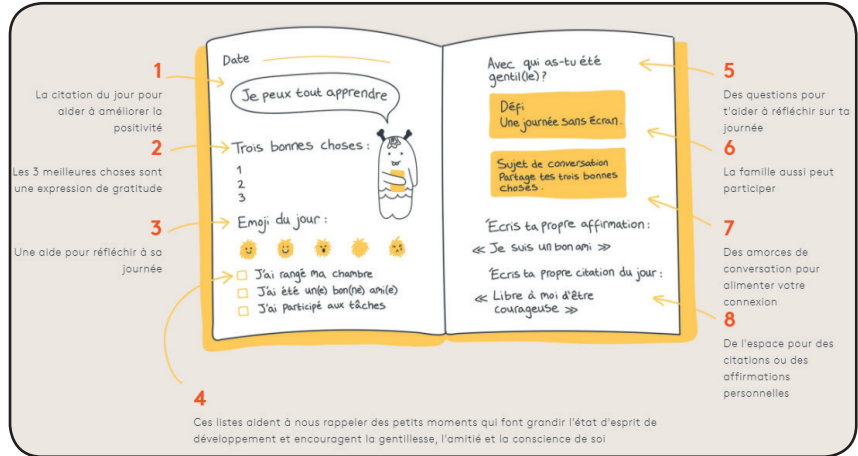 1
La citation du jour pour
aider à améliorer la
positivité
2
Les 3 meilleures choses sont
une expression de gratitude
3
Une aide pour réfléchir à sa
journée
Date
Je peux tout apprendre
Trois bonnes choses :
1
2
3
Emoji du jour :
J'ai rangé ma chambre
J'ai été un(e) bon(ne) ami(e)
J'ai participé aux tâches
Avec qui as-tu été
gentil(le) ?
Défi
Une journée sans Écran.
Sujet de conversation
Partage tes trois bonnes
choses.
Écris ta propre affirmation :
« Je suis un bon ami »
Écris ta propre citation du jour :
« Libre à moi d'être
courageuse »
5
Des questions pour
t'aider à réfléchir sur ta
journée
6
La famille aussi peut
participer
7
Des amorces de
conversation pour
alimenter votre
connexion
8
De l'espace pour des
citations ou des
affirmations
personnelles
4
Ces listes aident à nous rappeler des petits moments qui font grandir l'état d'esprit de
développement et encouragent la gentillesse, l'amitié et la conscience de soi